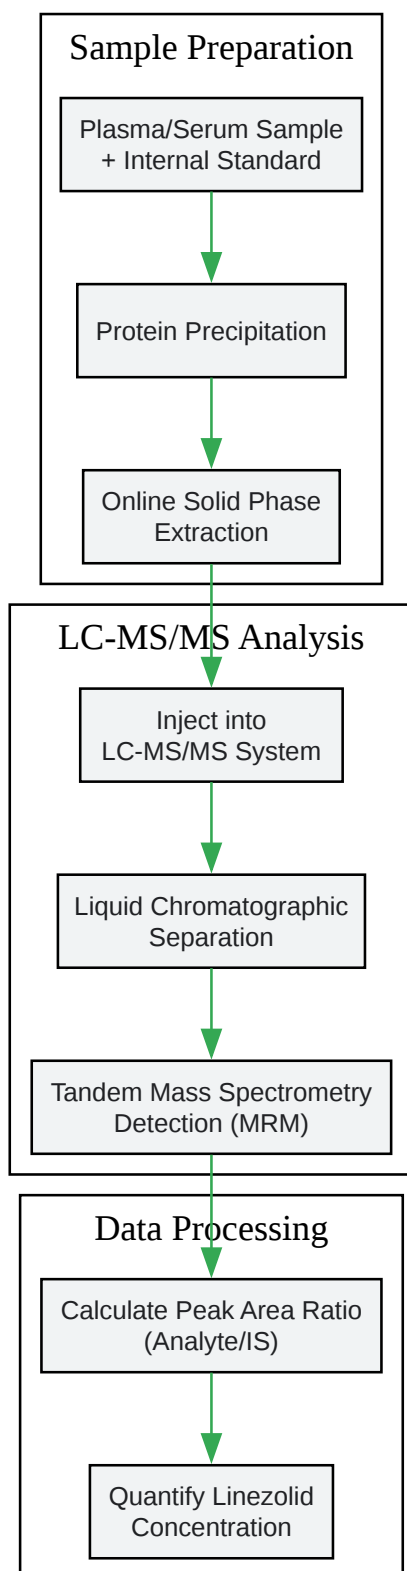 Sample Preparation
Plasma/Serum Sample
+ Internal Standard
Protein Precipitation
Online Solid Phase
Extraction
LC-MS/MS Analysis
Inject into
LC-MS/MS System
Liquid Chromatographic
Separation
Tandem Mass Spectrometry
Detection (MRM)
Data Processing
Calculate Peak Area Ratio
(Analyte/IS)
Quantify Linezolid
Concentration